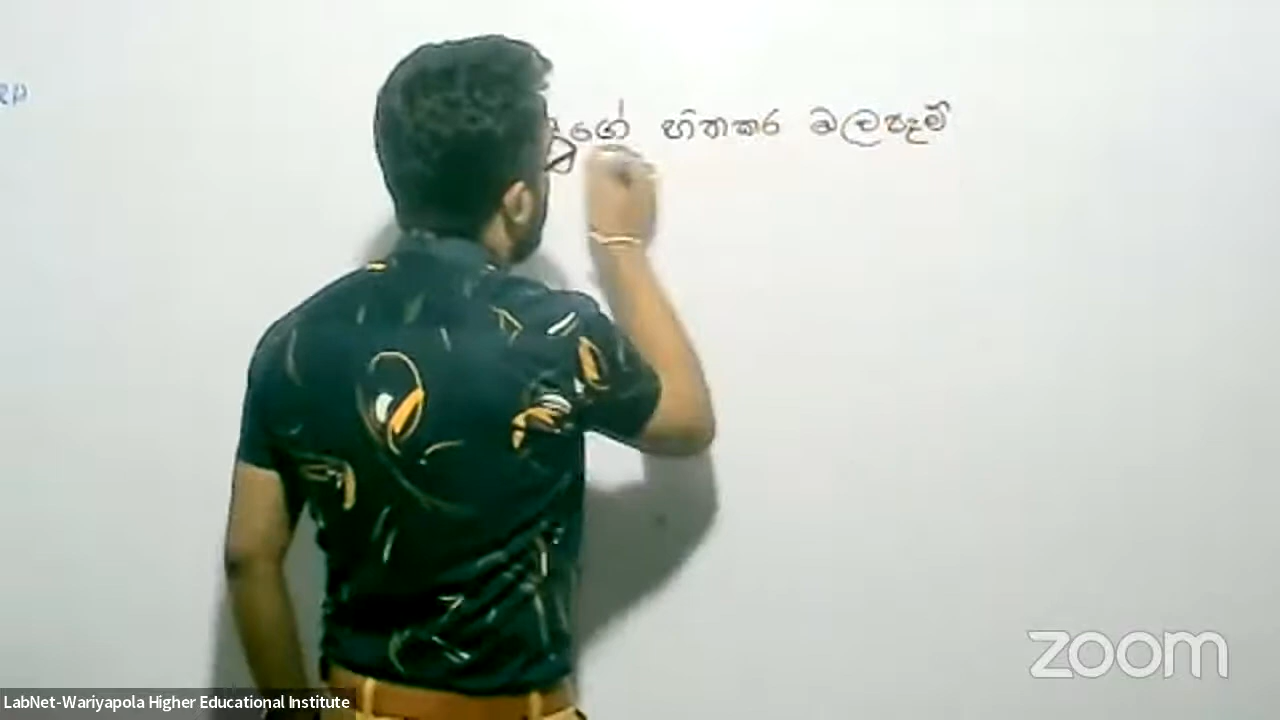 හිතකර බලපෑම්
zoom
LabNet-Wariyapola Higher Educational Institute